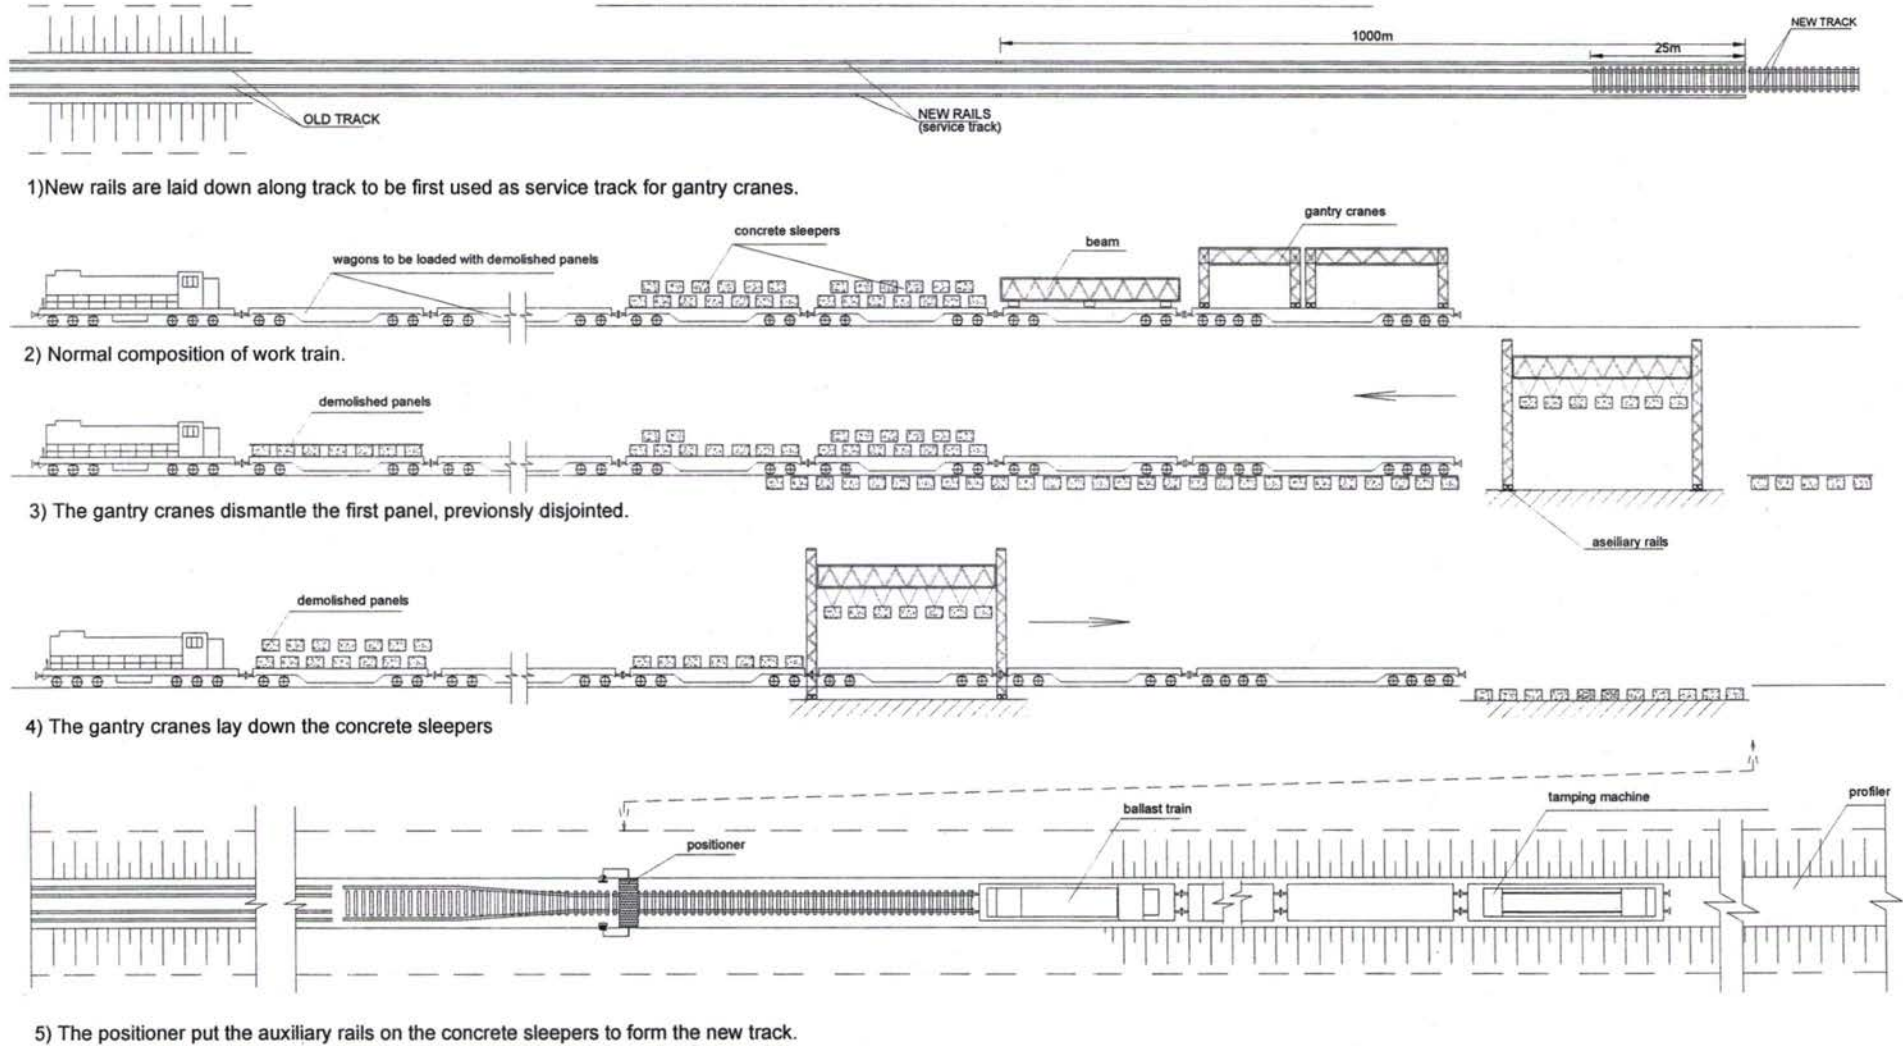 NEW TRACK
1000m
25m
OLD TRACK
NEW RAILS
(service track)
1)New rails are laid down along track to be first used as service track for gantry cranes.
gantry cranes
concrete sleepers
beam
wagons to be loaded with demolished panels
2) Normal composition of work train.
demolished panels
3) The gantry cranes dismantle the first panel, previonsly disjointed.
aseiliary rails
demolished panels
4) The gantry cranes lay down the concrete sleepers
profiler
tamping machine
ballast train
positioner
5) The positioner put the auxiliary rails on the concrete sleepers to form the new track.